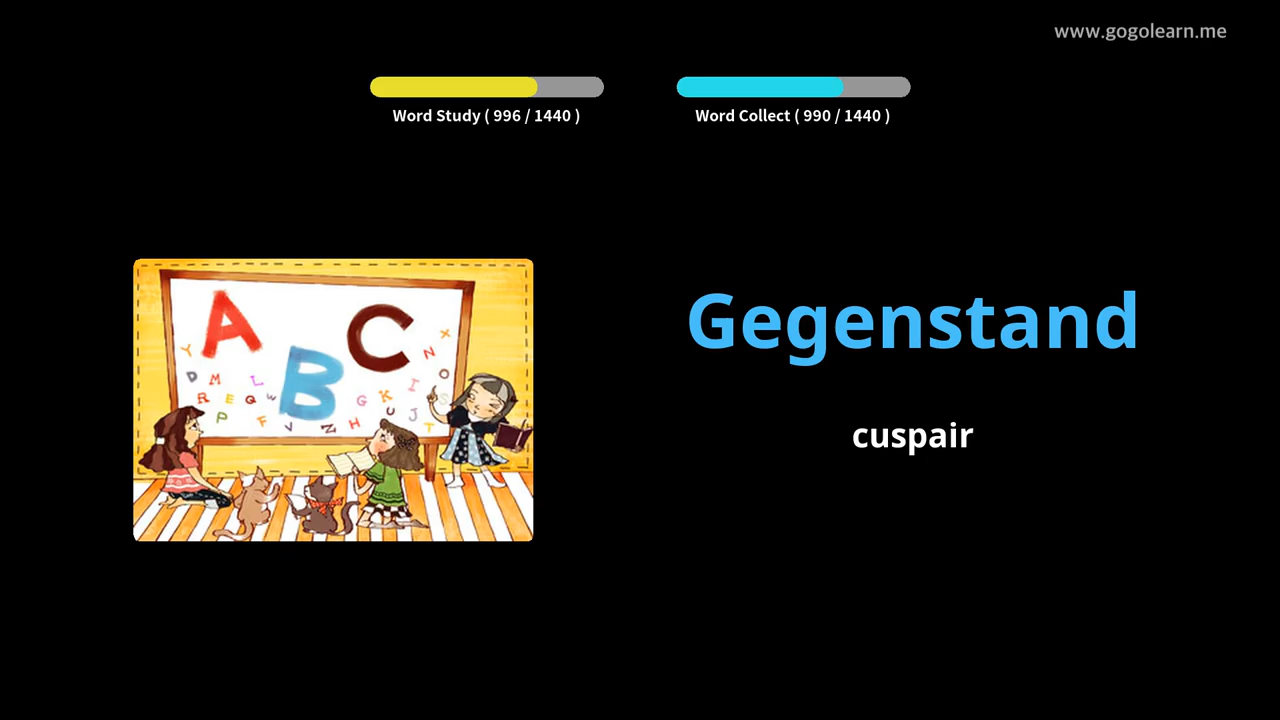 www.gogolearn.me
Word Study ( 996 / 1440 )
Word Collect ( 990 / 1440 )
A
C
B
X
Y
N
D M L O
R E Q W G K I S
P F V Z H U J T
Gegenstand
cuspair